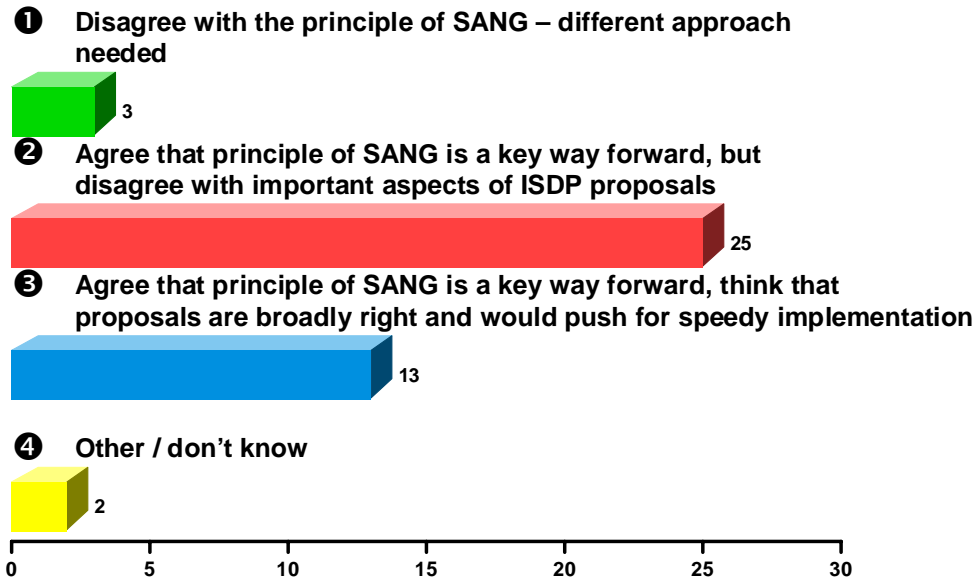 ❶ Disagree with the principle of SANG – different approach
needed
3
❷ Agree that principle of SANG is a key way forward, but
disagree with important aspects of ISDP proposals
25
❸ Agree that principle of SANG is a key way forward, think that
proposals are broadly right and would push for speedy implementation
13
❹ Other / don’t know
2
0 5 10 15 20 25 30